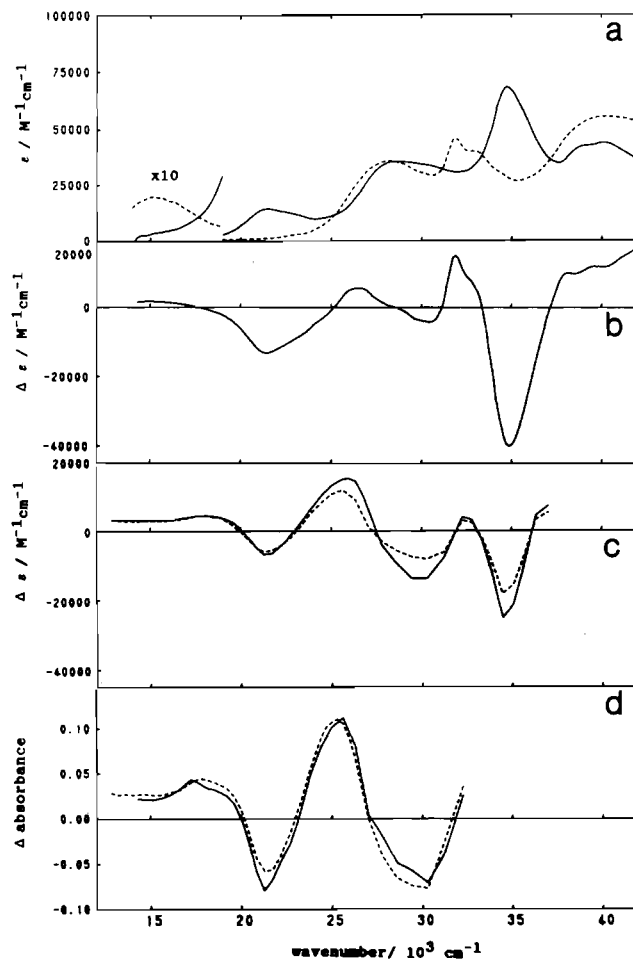 a
100000
75000
50000
25000
0
ε / M⁻¹cm⁻¹
x10
b
20000
0
-20000
-40000
Δ ε / M⁻¹cm⁻¹
c
20000
0
-20000
-40000
Δ ε / M⁻¹cm⁻¹
d
0.10
0.05
0.00
-0.05
-0.10
Δ absorbance
15 20 25 30 35 40
wavenumber/ 10³ cm⁻¹